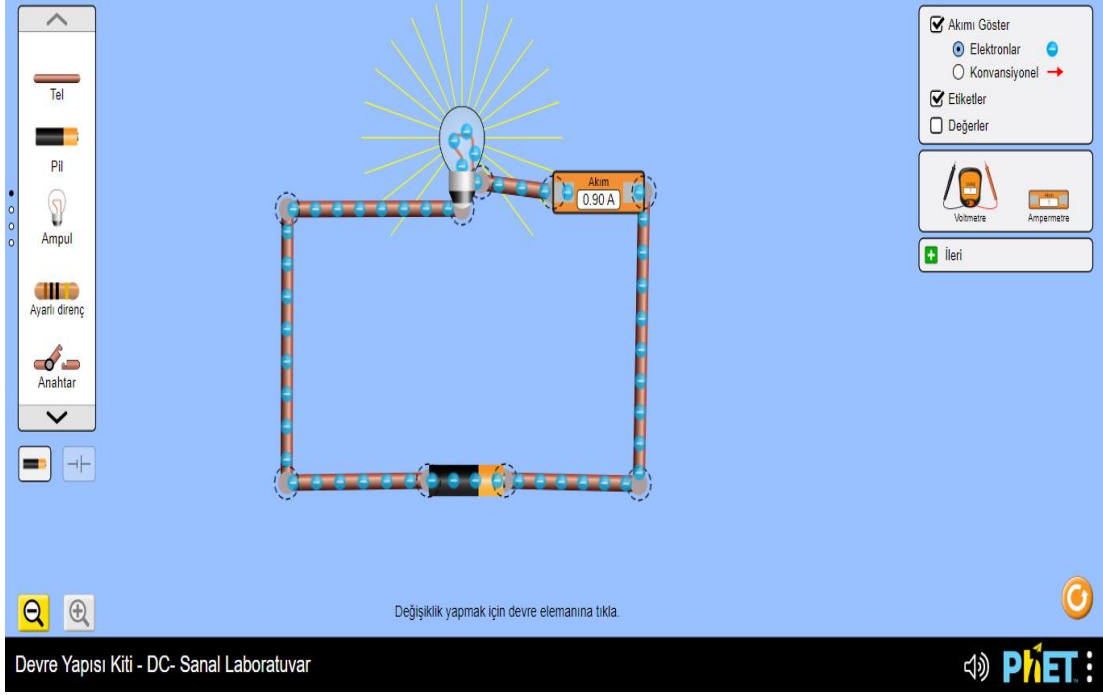 Tel
Pil
Ampul
Ayarlı direnç
Anahtar
Akım
0.90 A
Akımı Göster
Elektronlar
Konvansiyonel
Etiketler
Değerler
Voltmetre
Ampermetre
İleri
Değişiklik yapmak için devre elemanına tıkla.
Devre Yapısı Kiti - DC- Sanal Laboratuvar
PhET